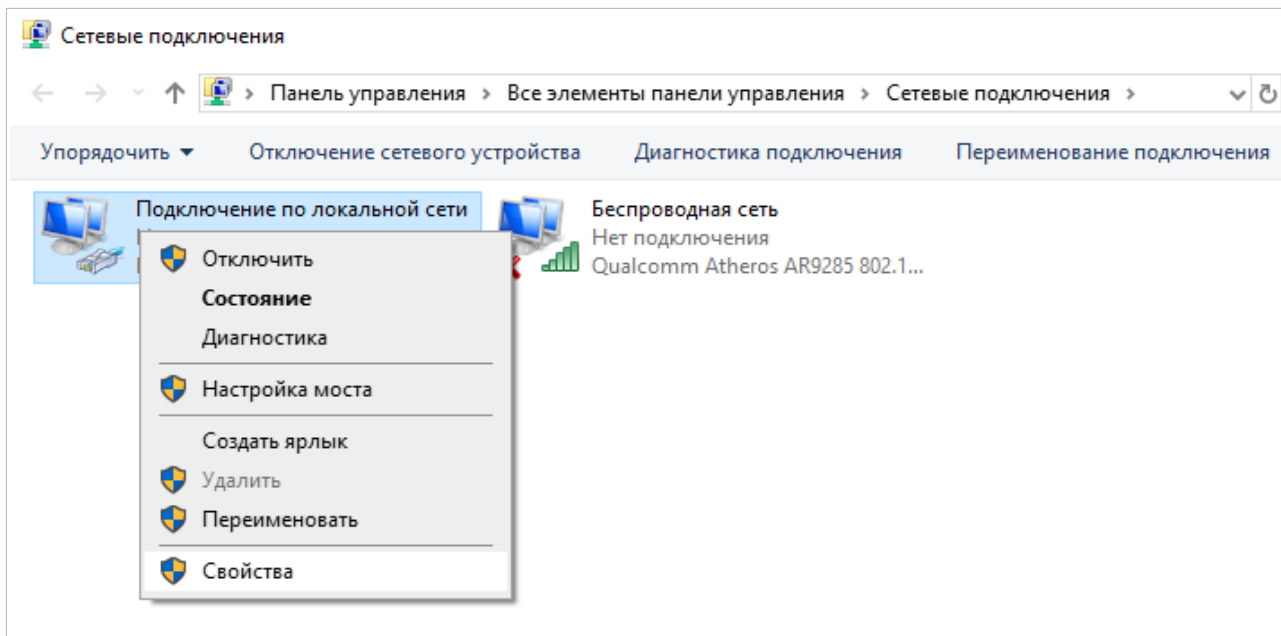 Сетевые подключения
Панель управления > Все элементы панели управления > Сетевые подключения >
Упорядочить Отключение сетевого устройства Диагностика подключения Переименование подключения
Подключение по локальной сети
Беспроводная сеть
Нет подключения
Qualcomm Atheros AR9285 802.1...
Отключить
Состояние
Диагностика
Настройка моста
Создать ярлык
Удалить
Переименовать
Свойства